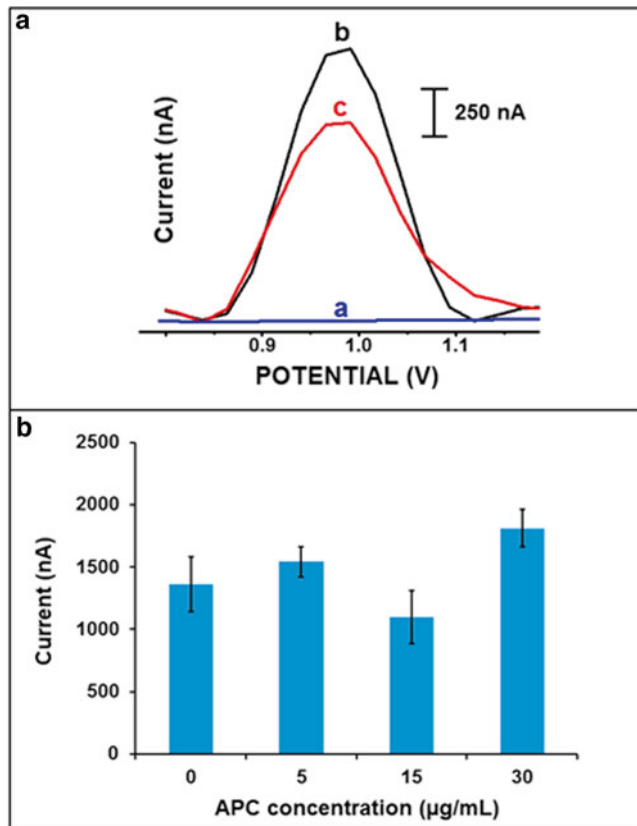 a
b
c
250 nA
Current (nA)
a
0.9 1.0 1.1
POTENTIAL (V)
b
2500
2000
1500
1000
500
0
Current (nA)
0 5 15 30
APC concentration (µg/mL)